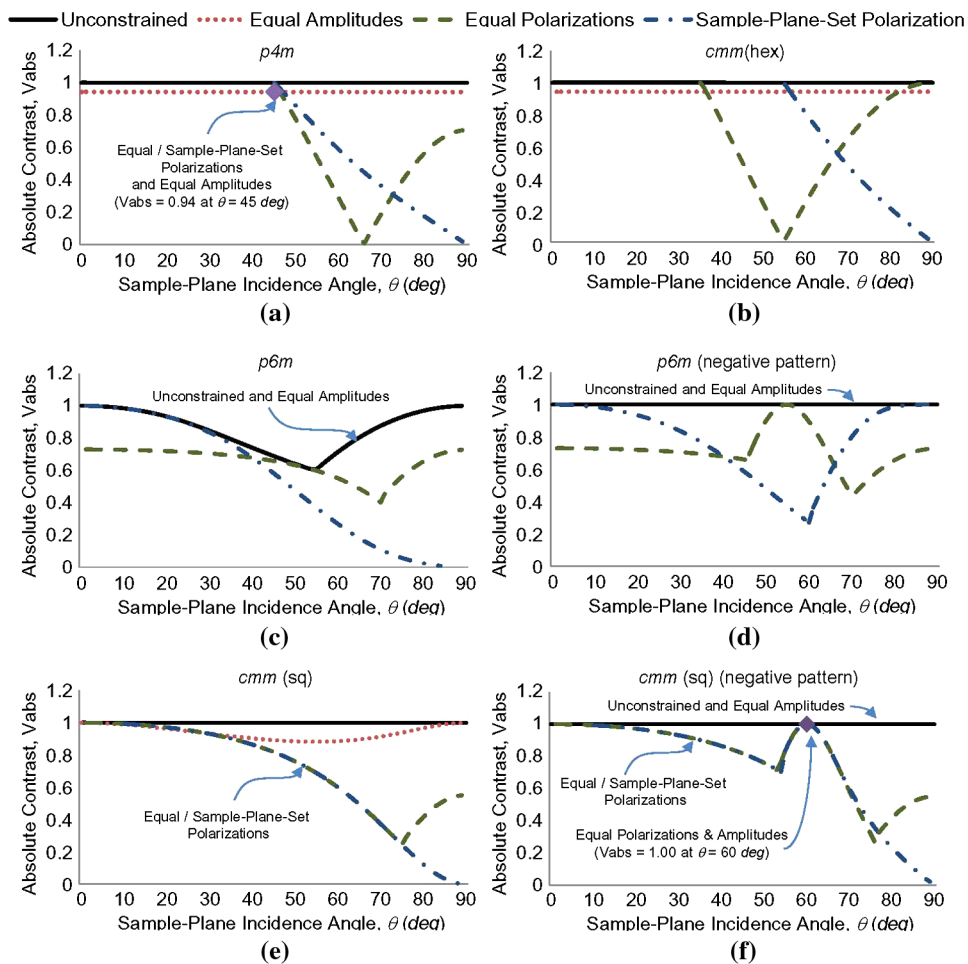 Unconstrained Equal Amplitudes Equal Polarizations Sample-Plane-Set Polarization
p4m
Absolute Contrast, Vabs
1.2
1
0.8
0.6
0.4
0.2
0
Equal / Sample-Plane-Set
Polarizations
and Equal Amplitudes
(Vabs = 0.94 at θ = 45 deg)
0 10 20 30 40 50 60 70 80 90
Sample-Plane Incidence Angle, θ (deg)
(a)
cmm(hex)
Absolute Contrast, Vabs
1.2
1
0.8
0.6
0.4
0.2
0
0 10 20 30 40 50 60 70 80 90
Sample-Plane Incidence Angle, θ (deg)
(b)
p6m
Absolute Contrast, Vabs
1.2
1
0.8
0.6
0.4
0.2
0
Unconstrained and Equal Amplitudes
0 10 20 30 40 50 60 70 80 90
Sample-Plane Incidence Angle, θ (deg)
(c)
p6m (negative pattern)
Absolute Contrast, Vabs
1.2
1
0.8
0.6
0.4
0.2
0
Unconstrained and Equal Amplitudes
0 10 20 30 40 50 60 70 80 90
Sample-Plane Incidence Angle, θ (deg)
(d)
cmm (sq)
Absolute Contrast, Vabs
1.2
1
0.8
0.6
0.4
0.2
0
Equal / Sample-Plane-Set
Polarizations
0 10 20 30 40 50 60 70 80 90
Sample-Plane Incidence Angle, θ (deg)
(e)
cmm (sq) (negative pattern)
Absolute Contrast, Vabs
1.2
1
0.8
0.6
0.4
0.2
0
Unconstrained and Equal Amplitudes
Equal / Sample-Plane-Set
Polarizations
Equal Polarizations & Amplitudes
(Vabs = 1.00 at θ = 60 deg)
0 10 20 30 40 50 60 70 80 90
Sample-Plane Incidence Angle, θ (deg)
(f)